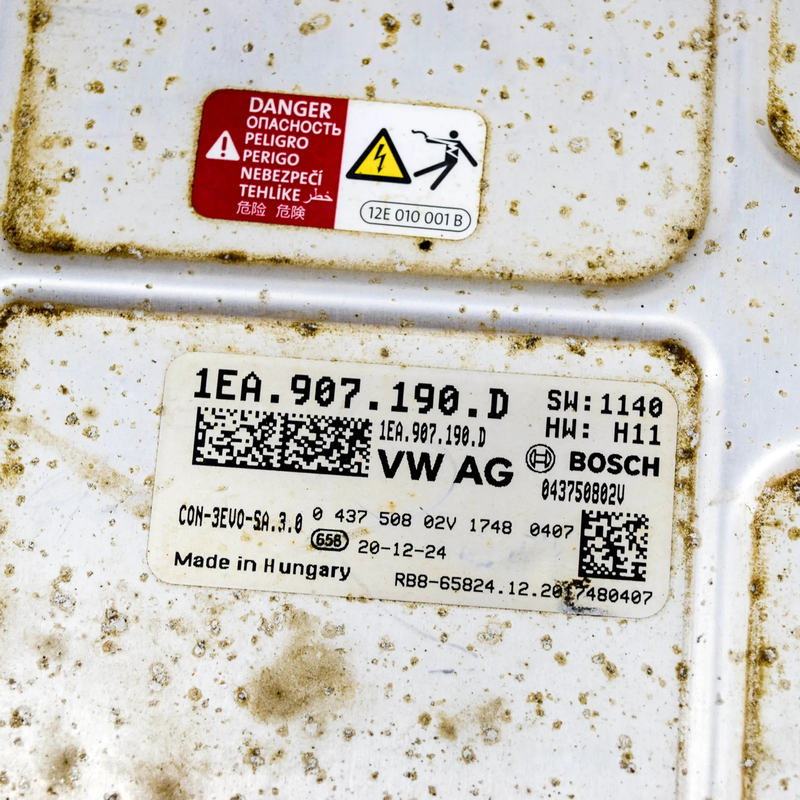 DANGER
ОПАСНОСТЬ
PELIGRO
PERIGO
NEBEZPEČÍ
TEHLİKE خطر
危险 危険
12E 010 001 B
1EA.907.190.D
SW:1140
1EA.907.190.D
HW: H11
VW AG
BOSCH
043750802V
CON-3EVO-SA.3.0 0 437 508 02V 1748 0407
656 20-12-24
Made in Hungary
RB8-65824.12.2017480407